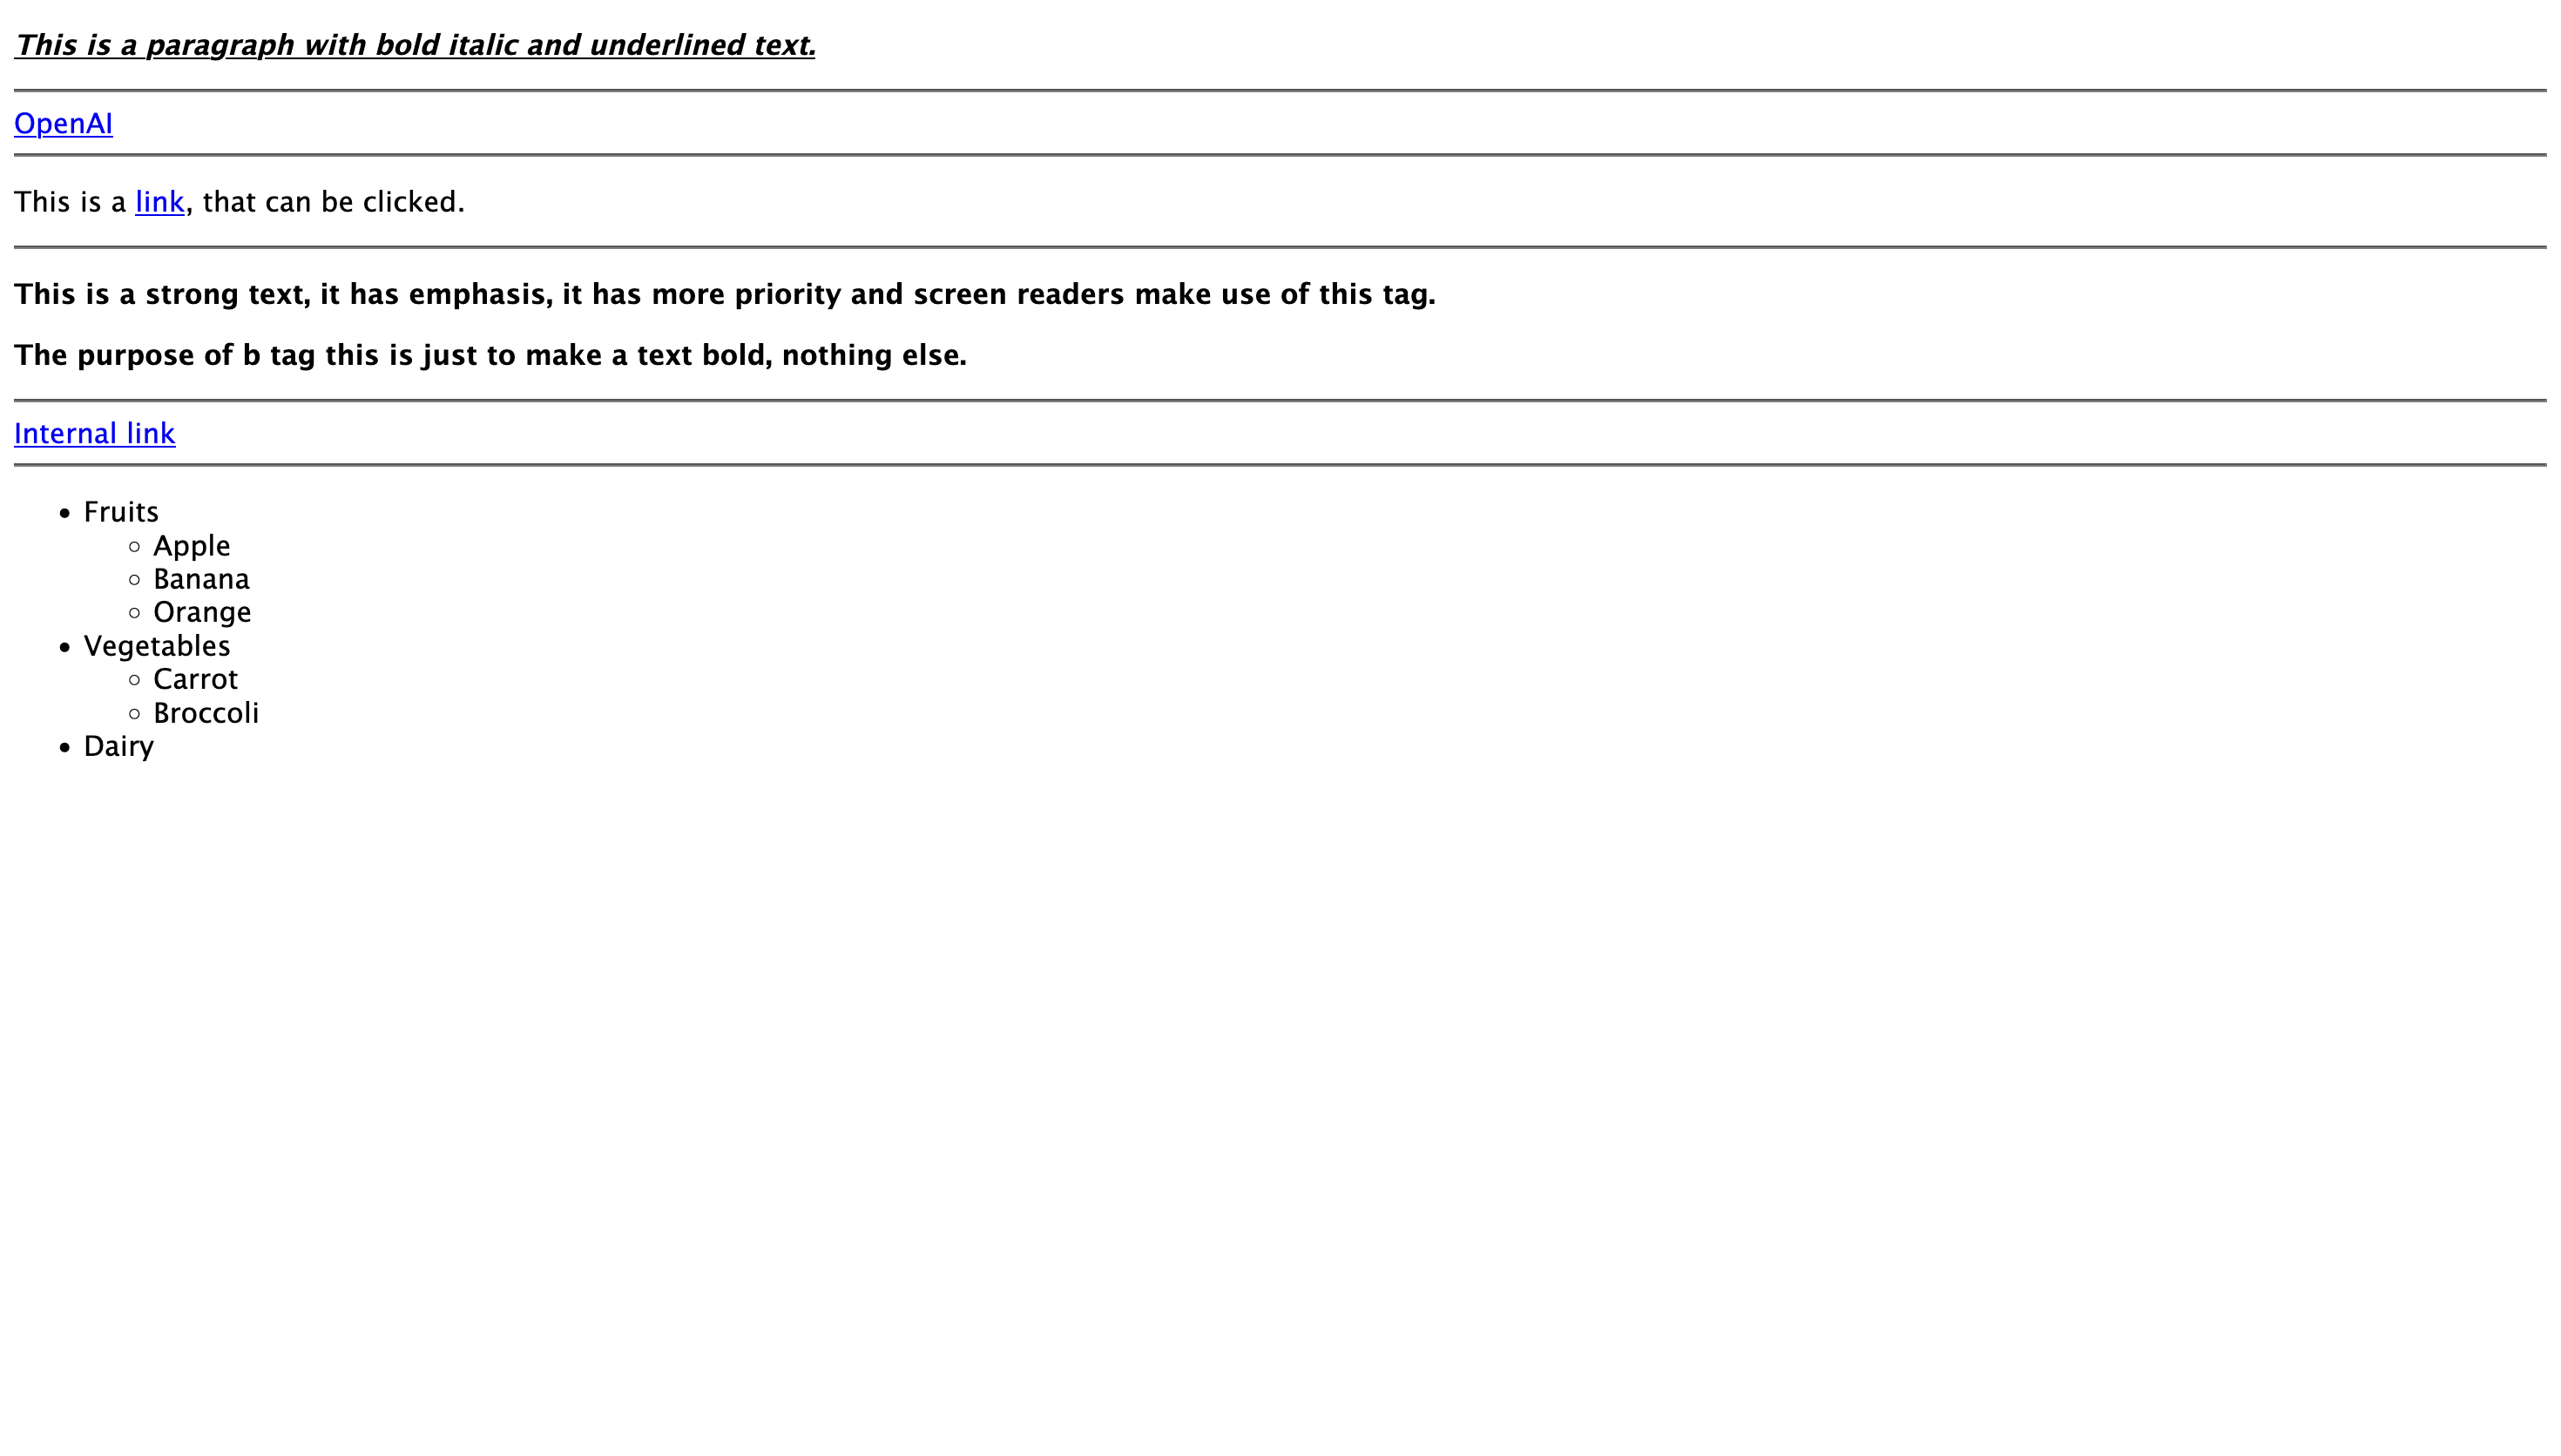 This is a paragraph with bold italic and underlined text.
OpenAI
This is a link, that can be clicked.
This is a strong text, it has emphasis, it has more priority and screen readers make use of this tag.
The purpose of b tag this is just to make a text bold, nothing else.
Internal link
Fruits
Apple
Banana
Orange
Vegetables
Carrot
Broccoli
Dairy